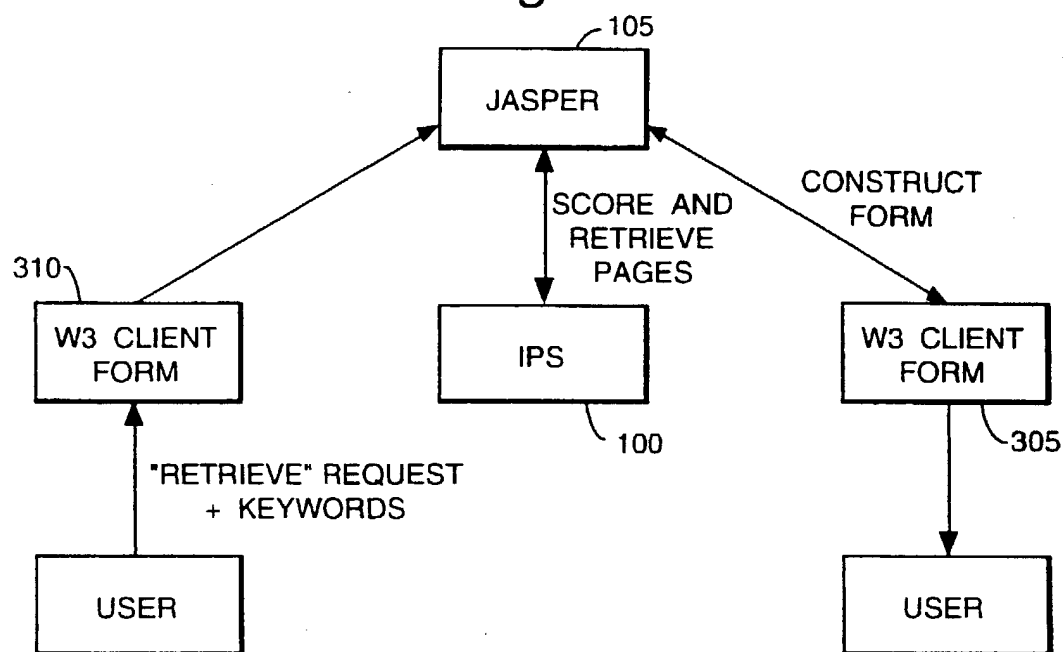 105
JASPER
CONSTRUCT
FORM
SCORE AND
RETRIEVE
PAGES
310
W3 CLIENT
FORM
IPS
W3 CLIENT
FORM
100
305
"RETRIEVE" REQUEST
+ KEYWORDS
USER
USER